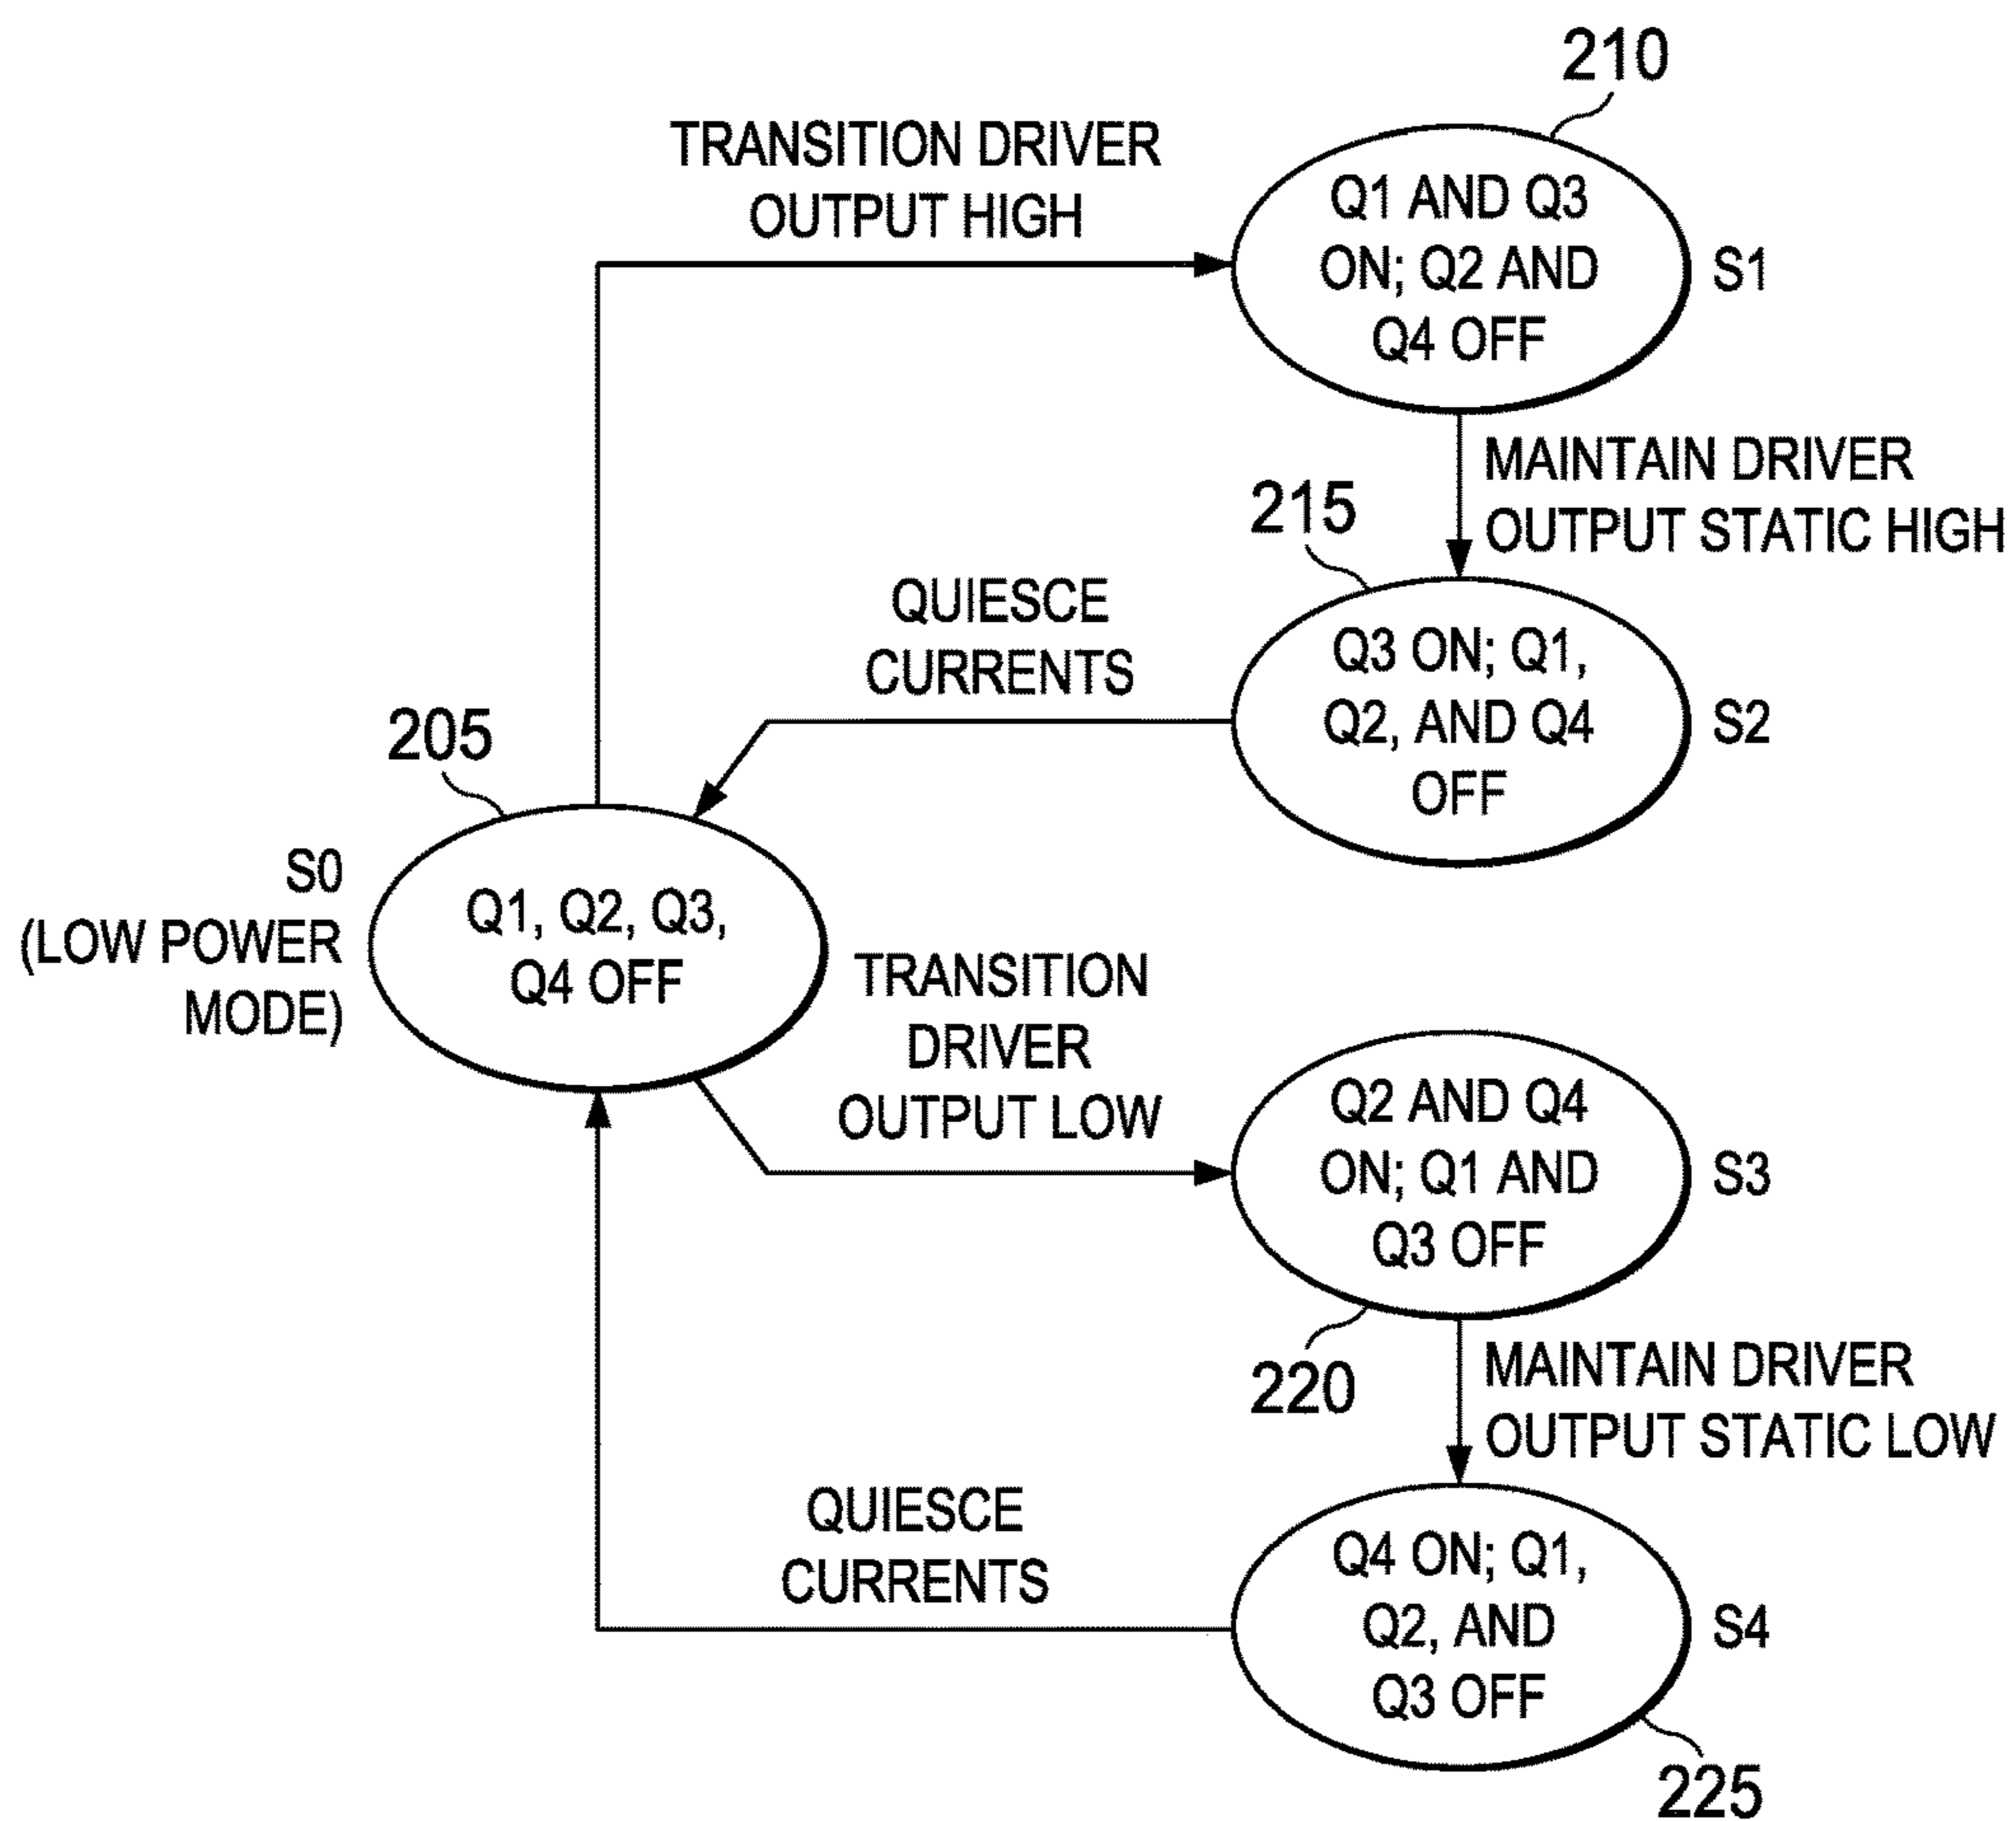 210
TRANSITION DRIVER
OUTPUT HIGH
Q1 AND Q3
ON; Q2 AND
Q4 OFF
S1
MAINTAIN DRIVER
OUTPUT STATIC HIGH
215
QUIESCE
CURRENTS
Q3 ON; Q1,
Q2, AND Q4
OFF
S2
205
S0
(LOW POWER
MODE)
Q1, Q2, Q3,
Q4 OFF
TRANSITION
DRIVER
OUTPUT LOW
Q2 AND Q4
ON; Q1 AND
Q3 OFF
S3
220
MAINTAIN DRIVER
OUTPUT STATIC LOW
QUIESCE
CURRENTS
Q4 ON; Q1,
Q2, AND
Q3 OFF
S4
225